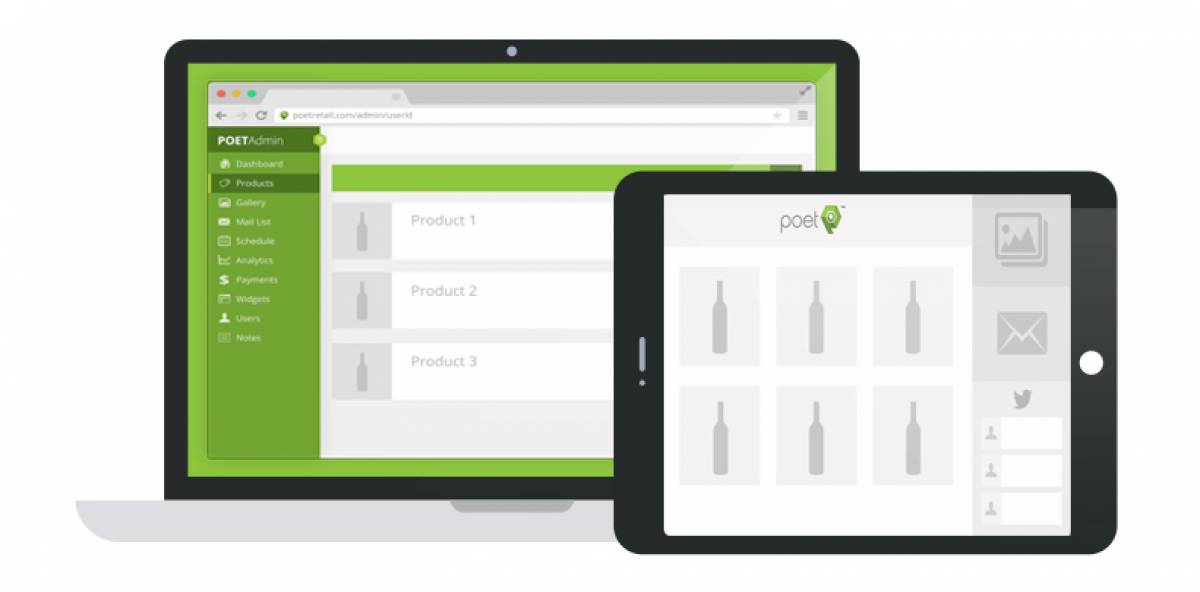 poetretail.com/admin/userid
POETAdmin
Dashboard
Products
Gallery
Mail List
Schedule
Analytics
Payments
Widgets
Users
Notes
Product 1
Product 2
Product 3
poet™